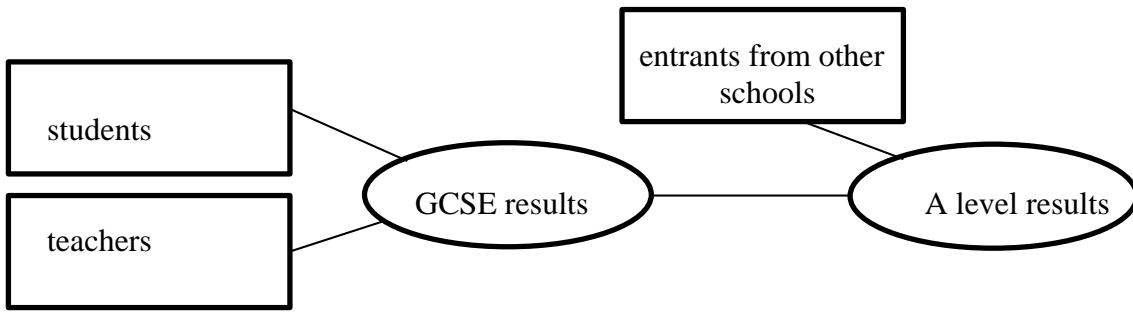 students
teachers
GCSE results
entrants from other
schools
A level results